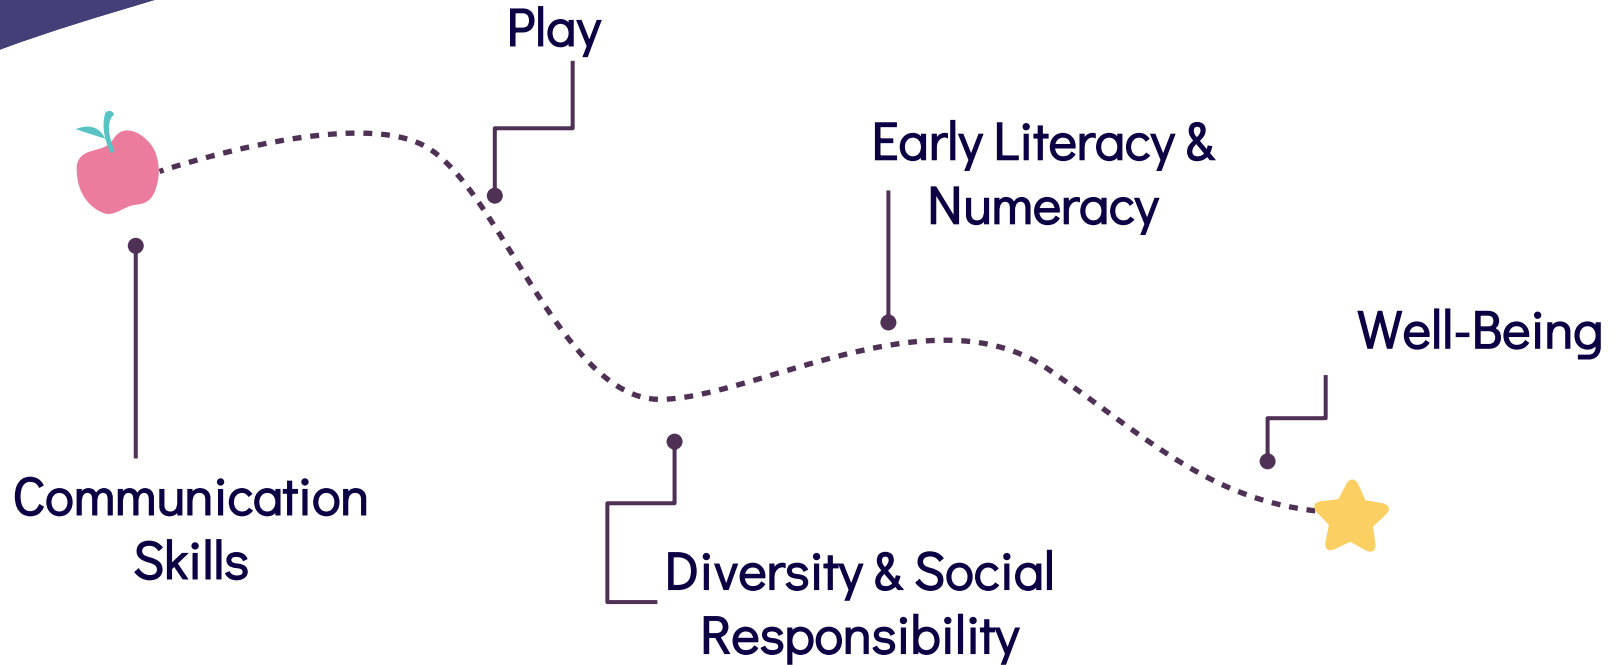 Play
Early Literacy &
Numeracy
Well-Being
Communication
Skills
Diversity & Social
Responsibility